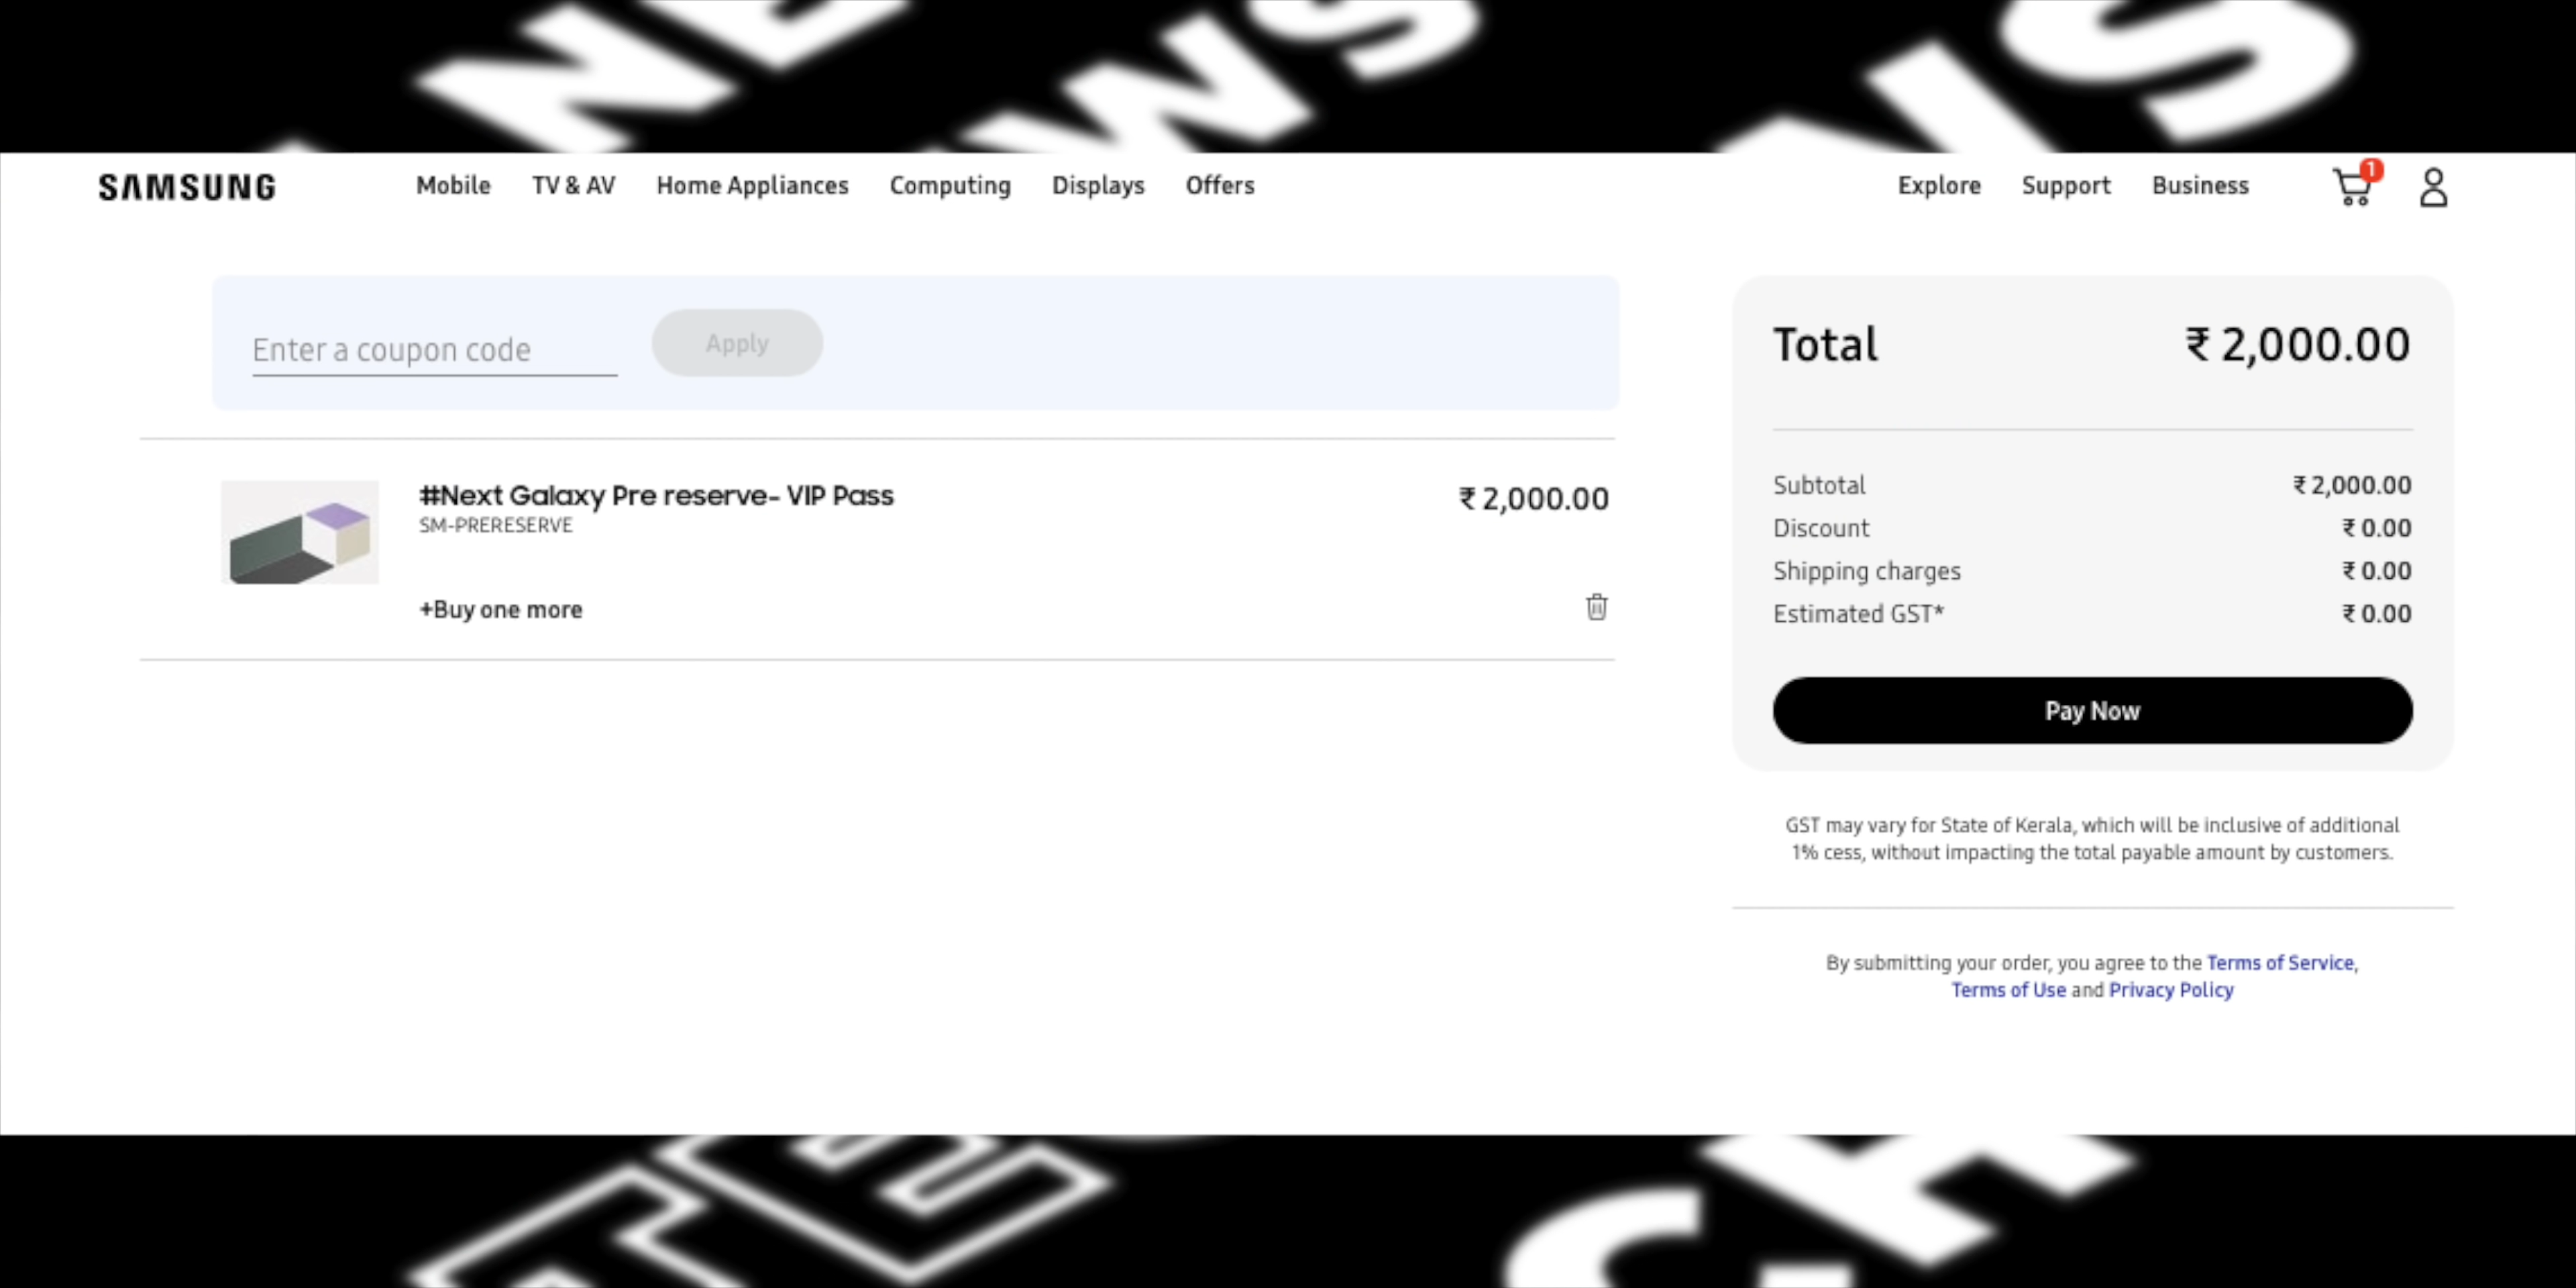 SAMSUNG
Mobile TV & AV Home Appliances Computing Displays Offers
Explore Support Business 1
Enter a coupon code
Apply
#Next Galaxy Pre reserve- VIP Pass
₹ 2,000.00
SM-PRERESERVE
+Buy one more
Total ₹ 2,000.00
Subtotal ₹ 2,000.00
Discount ₹ 0.00
Shipping charges ₹ 0.00
Estimated GST* ₹ 0.00
Pay Now
GST may vary for State of Kerala, which will be inclusive of additional
1% cess, without impacting the total payable amount by customers.
By submitting your order, you agree to the Terms of Service,
Terms of Use and Privacy Policy